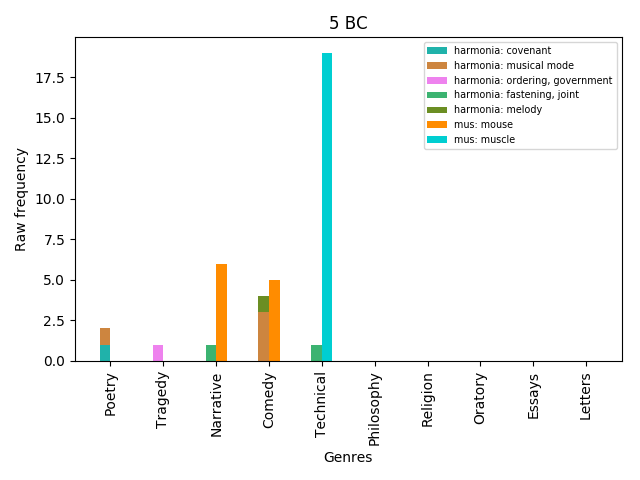 5 BC
harmonia: covenant
harmonia: musical mode
harmonia: ordering, government
harmonia: fastening, joint
harmonia: melody
mus: mouse
mus: muscle
Raw frequency
17.5
15.0
12.5
10.0
7.5
5.0
2.5
0.0
Poetry
Tragedy
Narrative
Comedy
Technical
Philosophy
Religion
Oratory
Essays
Letters
Genres